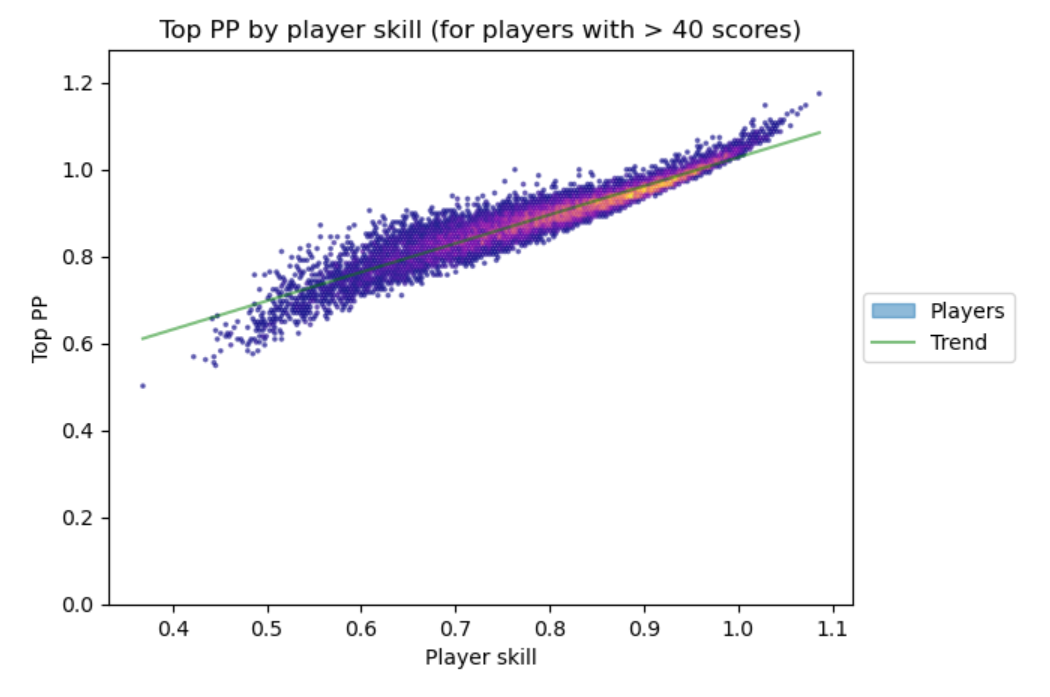 Top PP by player skill (for players with > 40 scores)
1.2
1.0
0.8
0.6
0.4
0.2
0.0
Top PP
0.4 0.5 0.6 0.7 0.8 0.9 1.0 1.1
Player skill
Players
Trend